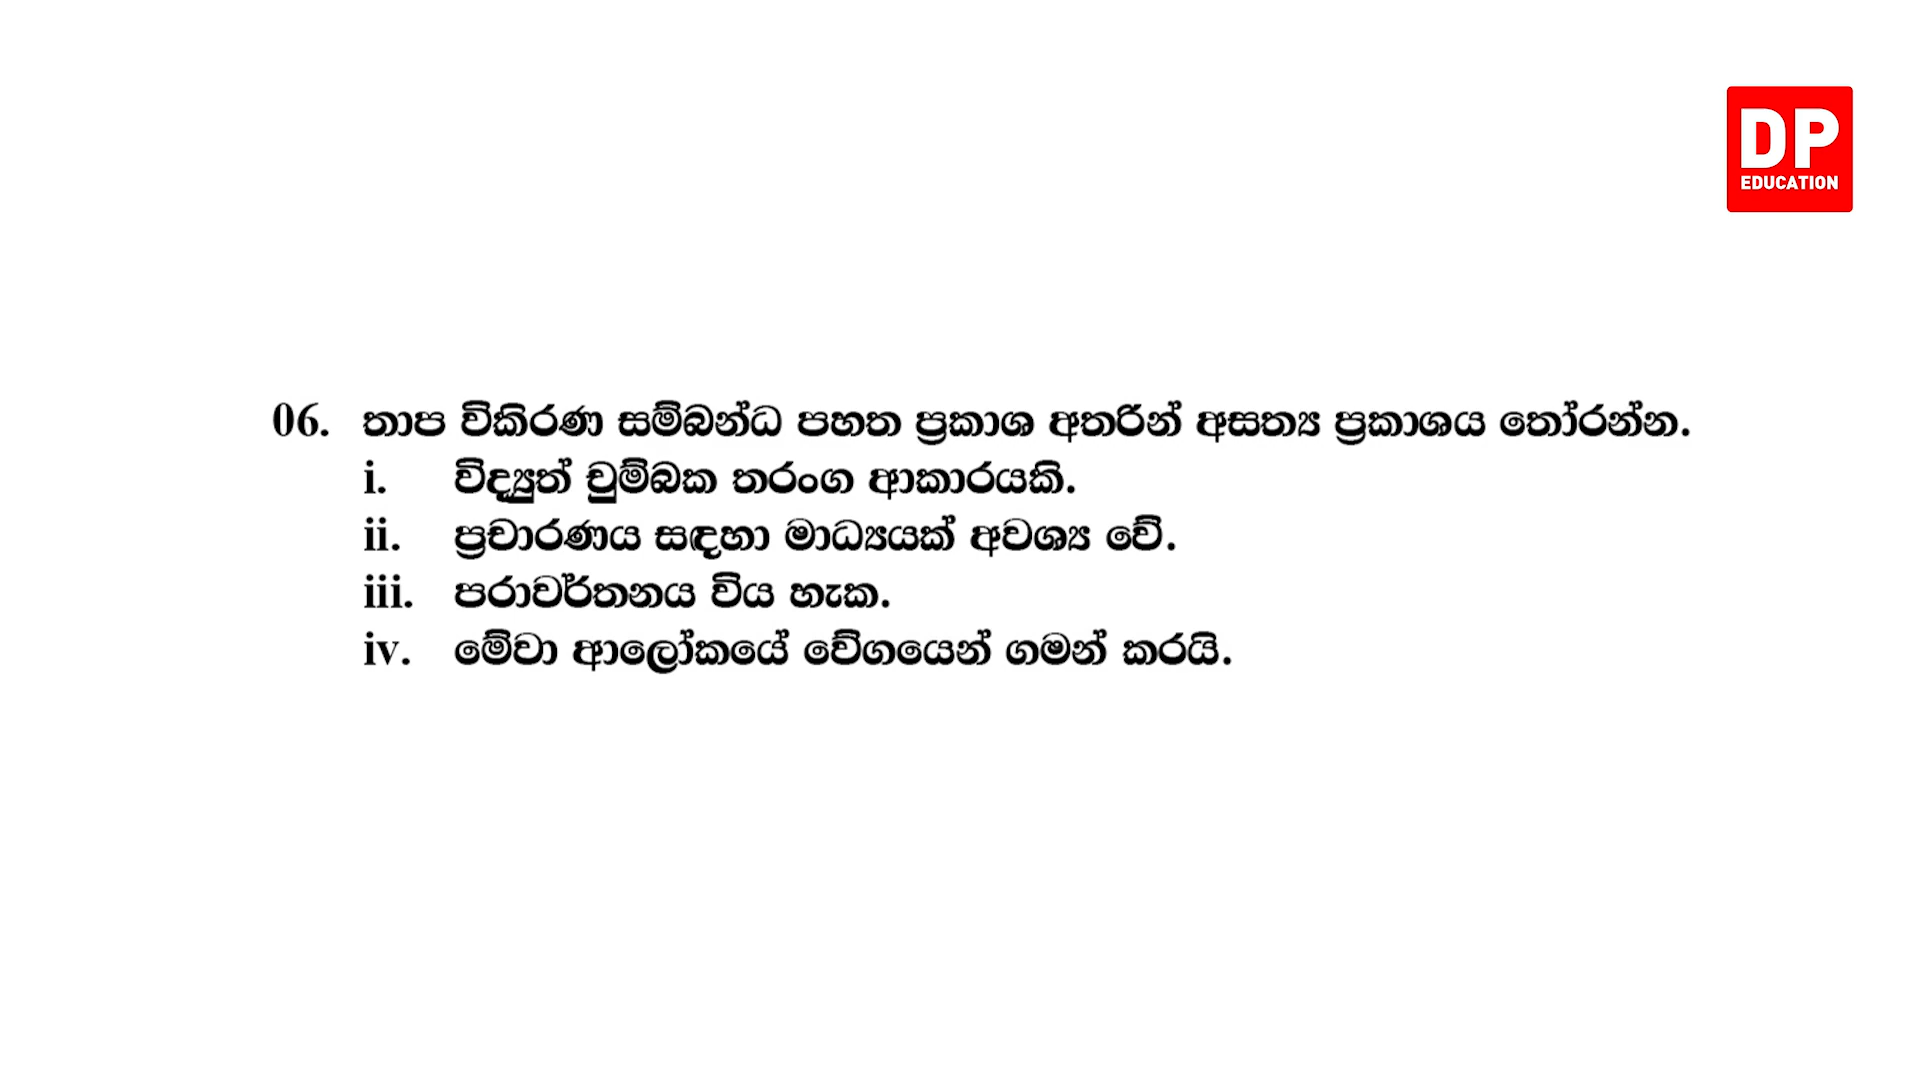 DP
EDUCATION
06. තාප විකිරණ සම්බන්ධ පහත ප්‍රකාශ අතරින් අසත්‍ය ප්‍රකාශය තෝරන්න.
i. විද්‍යුත් චුම්බක තරංග ආකාරයකි.
ii. ප්‍රචාරණය සඳහා මාධ්‍යයක් අවශ්‍ය වේ.
iii. පරාවර්තනය විය හැක.
iv. මේවා ආලෝකයේ වේගයෙන් ගමන් කරයි.